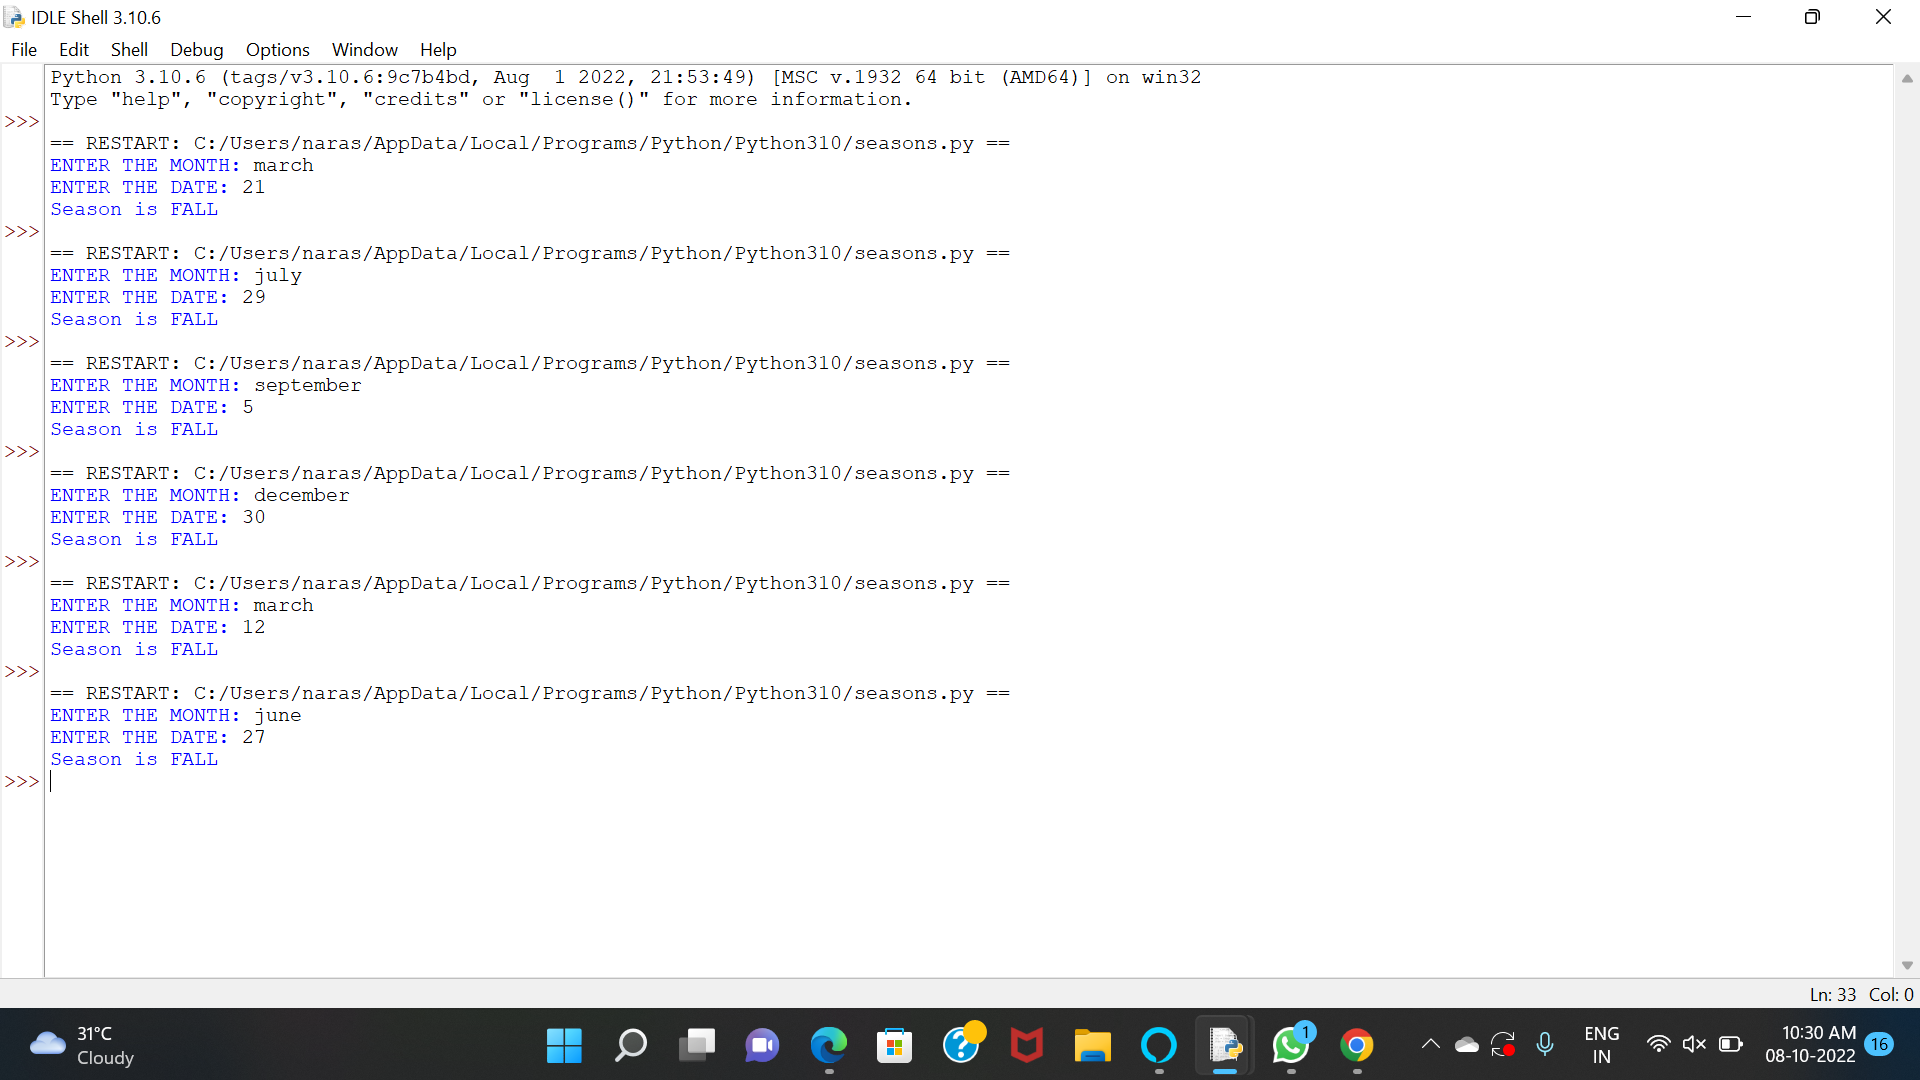 IDLE Shell 3.10.6
File Edit Shell Debug Options Window Help
Python 3.10.6 (tags/v3.10.6:9c7b4bd, Aug  1 2022, 21:53:49) [MSC v.1932 64 bit (AMD64)] on win32
Type "help", "copyright", "credits" or "license()" for more information.
>>>
== RESTART: C:/Users/naras/AppData/Local/Programs/Python/Python310/seasons.py ==
ENTER THE MONTH: march
ENTER THE DATE: 21
Season is FALL
>>>
== RESTART: C:/Users/naras/AppData/Local/Programs/Python/Python310/seasons.py ==
ENTER THE MONTH: july
ENTER THE DATE: 29
Season is FALL
>>>
== RESTART: C:/Users/naras/AppData/Local/Programs/Python/Python310/seasons.py ==
ENTER THE MONTH: september
ENTER THE DATE: 5
Season is FALL
>>>
== RESTART: C:/Users/naras/AppData/Local/Programs/Python/Python310/seasons.py ==
ENTER THE MONTH: december
ENTER THE DATE: 30
Season is FALL
>>>
== RESTART: C:/Users/naras/AppData/Local/Programs/Python/Python310/seasons.py ==
ENTER THE MONTH: march
ENTER THE DATE: 12
Season is FALL
>>>
== RESTART: C:/Users/naras/AppData/Local/Programs/Python/Python310/seasons.py ==
ENTER THE MONTH: june
ENTER THE DATE: 27
Season is FALL
>>>
Ln: 33 Col: 0
31°C
Cloudy
1
ENG
IN
10:30 AM
08-10-2022
16